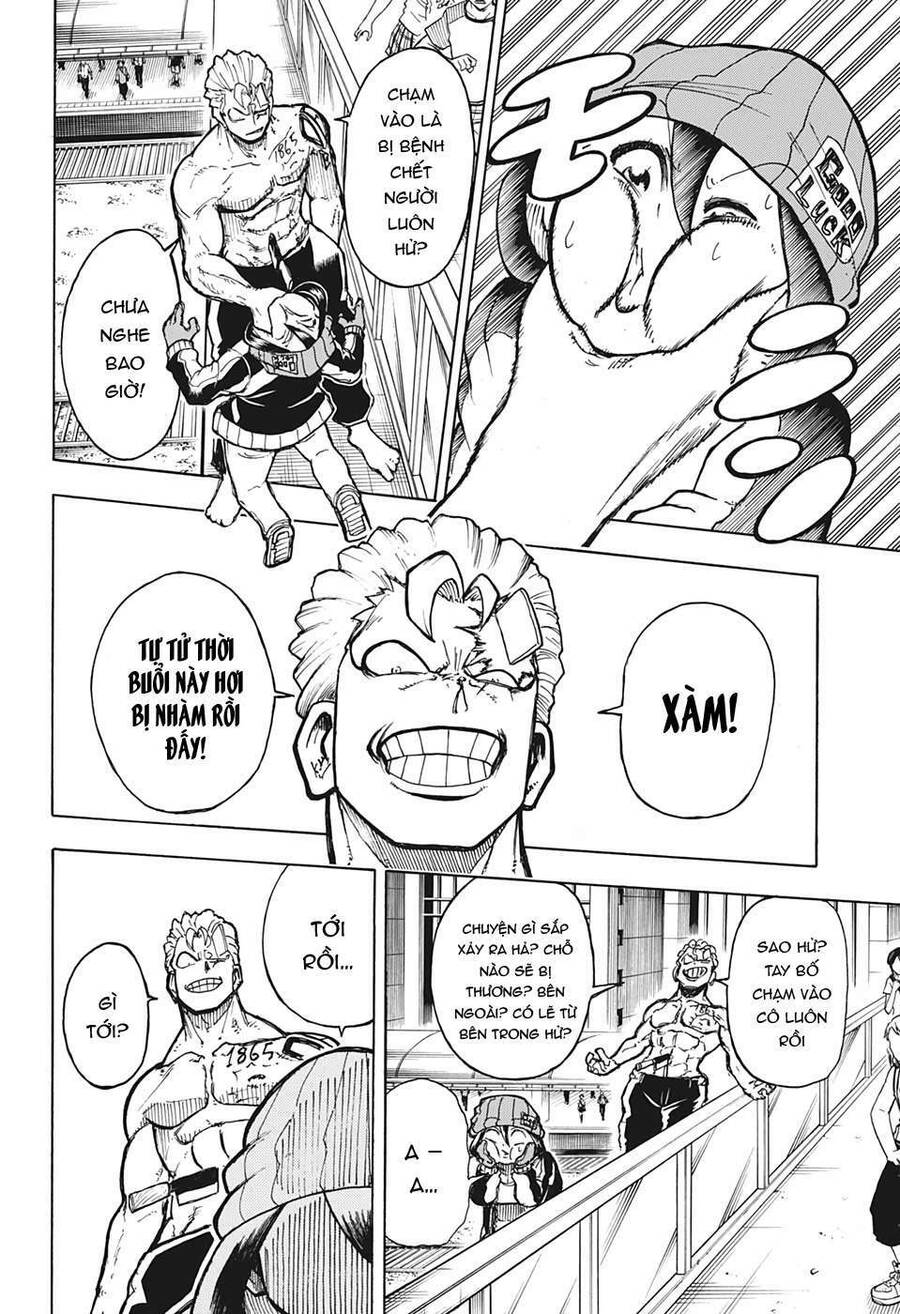 モ
GOOD
LUCK
CHẠM
VÀO LÀ
BỊ BỆNH
CHẾT
NGƯỜI
LUÔN
HỬ?
1865
CHƯA
NGHE
BAO
GIỜ!
XÀM!
TỰ TỬ THỜI
BUỔI NÀY HƠI
BỊ NHÀM RỒI
ĐẤY!
SAO HỬ?
TAY BỐ
CHẠM VÀO
CÔ LUÔN
RỒI
CHUYỆN GÌ SẮP
XẢY RA HẢ? CHỖ
NÀO SẼ BỊ
THƯƠNG? BÊN
NGOÀI? CÓ LẼ TỪ
BÊN TRONG HỬ?
A –
A...
TỚI
RỒI...
GÌ
TỚI?
1865